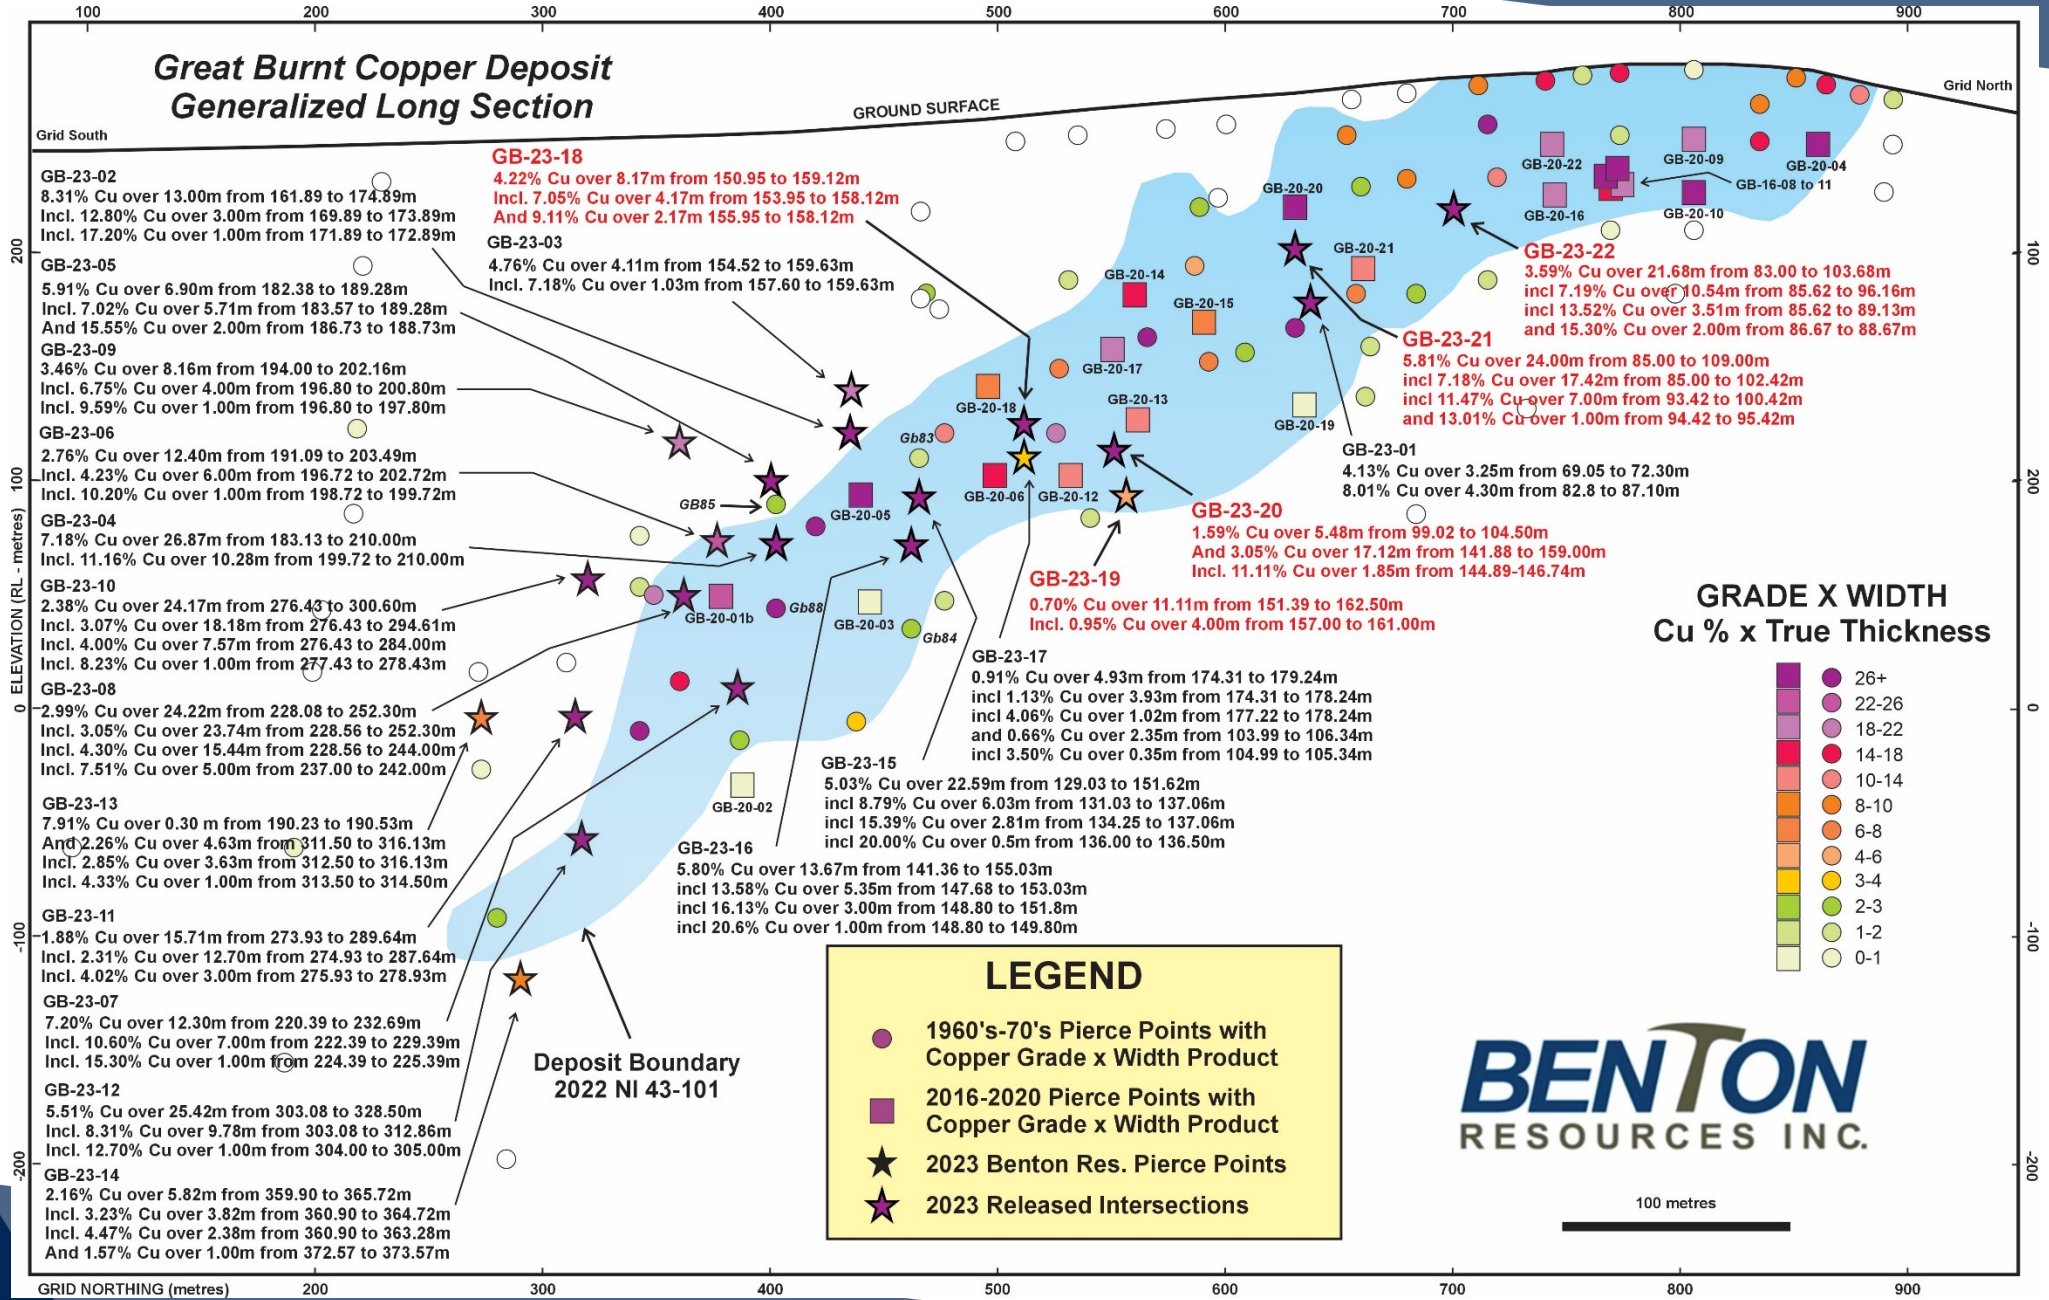 100 200 300 400 500 600 700 800 900
Great Burnt Copper Deposit
Generalized Long Section
GROUND SURFACE
Grid South
Grid North
GB-23-02
8.31% Cu over 13.00m from 161.89 to 174.89m
Incl. 12.80% Cu over 3.00m from 169.89 to 173.89m
Incl. 17.20% Cu over 1.00m from 171.89 to 172.89m
GB-23-05
5.91% Cu over 6.90m from 182.38 to 189.28m
Incl. 7.02% Cu over 5.71m from 183.57 to 189.28m
And 15.55% Cu over 2.00m from 186.73 to 188.73m
GB-23-09
3.46% Cu over 8.16m from 194.00 to 202.16m
Incl. 6.75% Cu over 4.00m from 196.80 to 200.80m
Incl. 9.59% Cu over 1.00m from 196.80 to 197.80m
GB-23-06
2.76% Cu over 12.40m from 191.09 to 203.49m
Incl. 4.23% Cu over 6.00m from 196.72 to 202.72m
Incl. 10.20% Cu over 1.00m from 198.72 to 199.72m
GB-23-04
7.18% Cu over 26.87m from 183.13 to 210.00m
Incl. 11.16% Cu over 10.28m from 199.72 to 210.00m
GB-23-10
2.38% Cu over 24.17m from 276.43 to 300.60m
Incl. 3.07% Cu over 18.18m from 276.43 to 294.61m
Incl. 4.00% Cu over 7.57m from 276.43 to 284.00m
Incl. 8.23% Cu over 1.00m from 277.43 to 278.43m
GB-23-08
2.99% Cu over 24.22m from 228.08 to 252.30m
Incl. 3.05% Cu over 23.74m from 228.56 to 252.30m
Incl. 4.30% Cu over 15.44m from 228.56 to 244.00m
Incl. 7.51% Cu over 5.00m from 237.00 to 242.00m
GB-23-13
7.91% Cu over 0.30 m from 190.23 to 190.53m
And 2.26% Cu over 4.63m from 311.50 to 316.13m
Incl. 2.85% Cu over 3.63m from 312.50 to 316.13m
Incl. 4.33% Cu over 1.00m from 313.50 to 314.50m
GB-23-11
1.88% Cu over 15.71m from 273.93 to 289.64m
Incl. 2.31% Cu over 12.70m from 274.93 to 287.64m
Incl. 4.02% Cu over 3.00m from 275.93 to 278.93m
GB-23-07
7.20% Cu over 12.30m from 220.39 to 232.69m
Incl. 10.60% Cu over 7.00m from 222.39 to 229.39m
Incl. 15.30% Cu over 1.00m from 224.39 to 225.39m
GB-23-12
5.51% Cu over 25.42m from 303.08 to 328.50m
Incl. 8.31% Cu over 9.78m from 303.08 to 312.86m
Incl. 12.70% Cu over 1.00m from 304.00 to 305.00m
GB-23-14
2.16% Cu over 5.82m from 359.90 to 365.72m
Incl. 3.23% Cu over 3.82m from 360.90 to 364.72m
Incl. 4.47% Cu over 2.38m from 360.90 to 363.28m
And 1.57% Cu over 1.00m from 372.57 to 373.57m
GB-23-18
4.22% Cu over 8.17m from 150.95 to 159.12m
Incl. 7.05% Cu over 4.17m from 153.95 to 158.12m
And 9.11% Cu over 2.17m 155.95 to 158.12m
GB-23-03
4.76% Cu over 4.11m from 154.52 to 159.63m
Incl. 7.18% Cu over 1.03m from 157.60 to 159.63m
GB-20-20
GB-20-22
GB-20-09
GB-20-04
GB-16-08 to 11
GB-20-16
GB-20-10
GB-20-21
GB-20-14
GB-20-15
GB-20-17
GB-20-18
GB-20-13
GB-20-19
Gb83
GB-20-06
GB-20-12
GB85
GB-20-05
GB-20-01b
Gb88
GB-20-03
Gb84
GB-20-02
GB-23-22
3.59% Cu over 21.68m from 83.00 to 103.68m
incl 7.19% Cu over 10.54m from 85.62 to 96.16m
incl 13.52% Cu over 3.51m from 85.62 to 89.13m
and 15.30% Cu over 2.00m from 86.67 to 88.67m
GB-23-21
5.81% Cu over 24.00m from 85.00 to 109.00m
incl 7.18% Cu over 17.42m from 85.00 to 102.42m
incl 11.47% Cu over 7.00m from 93.42 to 100.42m
and 13.01% Cu over 1.00m from 94.42 to 95.42m
GB-23-01
4.13% Cu over 3.25m from 69.05 to 72.30m
8.01% Cu over 4.30m from 82.8 to 87.10m
GB-23-20
1.59% Cu over 5.48m from 99.02 to 104.50m
And 3.05% Cu over 17.12m from 141.88 to 159.00m
Incl. 11.11% Cu over 1.85m from 144.89-146.74m
GB-23-19
0.70% Cu over 11.11m from 151.39 to 162.50m
Incl. 0.95% Cu over 4.00m from 157.00 to 161.00m
GB-23-17
0.91% Cu over 4.93m from 174.31 to 179.24m
incl 1.13% Cu over 3.93m from 174.31 to 178.24m
incl 4.06% Cu over 1.02m from 177.22 to 178.24m
and 0.66% Cu over 2.35m from 103.99 to 106.34m
incl 3.50% Cu over 0.35m from 104.99 to 105.34m
GB-23-15
5.03% Cu over 22.59m from 129.03 to 151.62m
incl 8.79% Cu over 6.03m from 131.03 to 137.06m
incl 15.39% Cu over 2.81m from 134.25 to 137.06m
incl 20.00% Cu over 0.5m from 136.00 to 136.50m
GB-23-16
5.80% Cu over 13.67m from 141.36 to 155.03m
incl 13.58% Cu over 5.35m from 147.68 to 153.03m
incl 16.13% Cu over 3.00m from 148.80 to 151.8m
incl 20.6% Cu over 1.00m from 148.80 to 149.80m
Deposit Boundary
2022 NI 43-101
GRADE X WIDTH
Cu % x True Thickness
26+
22-26
18-22
14-18
10-14
8-10
6-8
4-6
3-4
2-3
1-2
0-1
LEGEND
1960's-70's Pierce Points with
Copper Grade x Width Product
2016-2020 Pierce Points with
Copper Grade x Width Product
2023 Benton Res. Pierce Points
2023 Released Intersections
BENTON
RESOURCES INC.
100 metres
ELEVATION (RL - metres)
200
100
0
-100
-200
100
200
0
-100
-200
GRID NORTHING (metres)
200 300 400 500 600 700 800 900